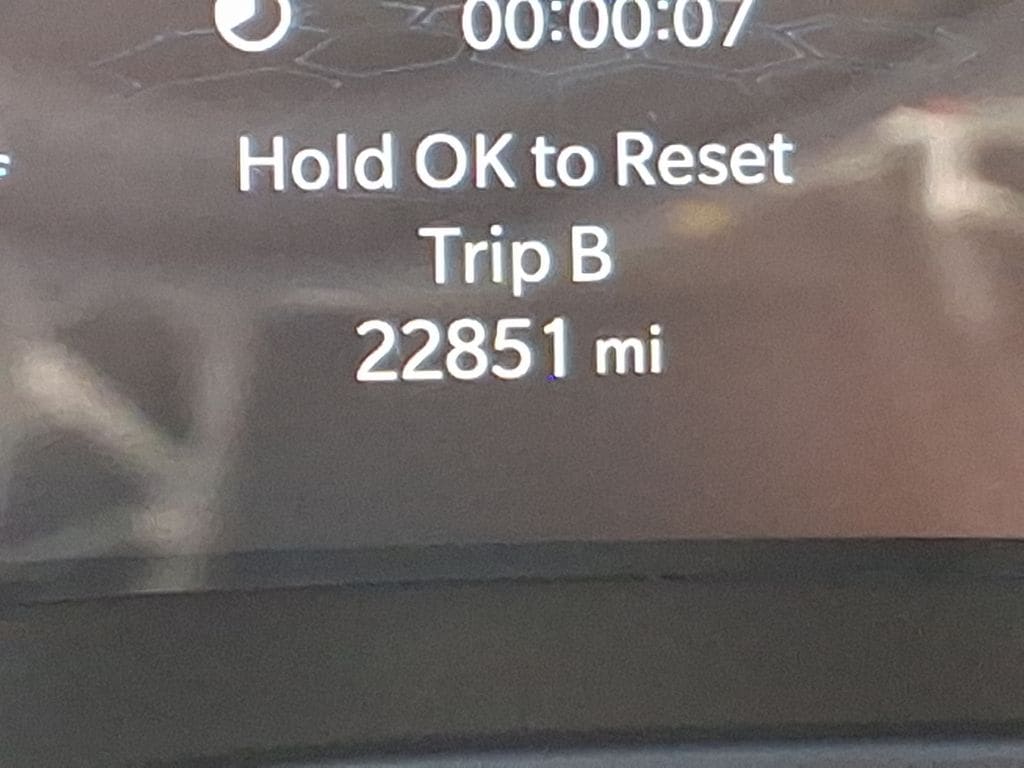 00:00:07
Hold OK to Reset
Trip B
22851 mi